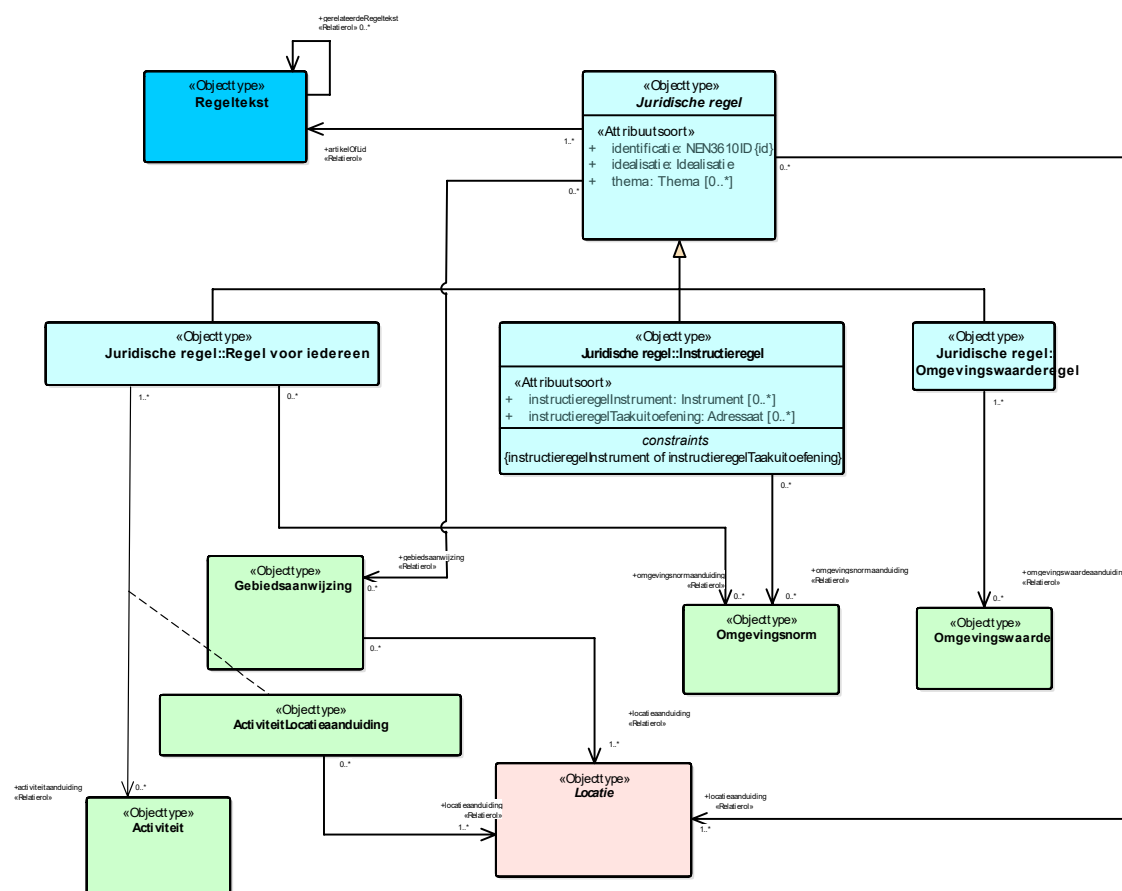 +gerelateerdeRegeltekst
«Relatierol» 0..*
«Objecttype»
Regeltekst
«Objecttype»
Juridische regel
«Attribuutsoort»
+ identificatie: NEN3610ID {id}
+ idealisatie: Idealisatie
+ thema: Thema [0..*]
1..*
+artikelOfLid
«Relatierol»
0..*
0..*
«Objecttype»
Juridische regel::Regel voor iedereen
«Objecttype»
Juridische regel::Instructieregel
«Attribuutsoort»
+ instructieregelInstrument: Instrument [0..*]
+ instructieregelTaakuitoefening: Adressaat [0..*]
constraints
{instructieregelInstrument of instructieregelTaakuitoefening}
«Objecttype»
Juridische regel::
Omgevingswaarderegel
1..*
0..*
1..*
0..*
+gebiedsaanwijzing
«Relatierol»
0..*
«Objecttype»
Gebiedsaanwijzing
+omgevingsnormaanduiding
«Relatierol»
0..*
+omgevingsnormaanduiding
«Relatierol»
0..*
+omgevingswaardeaanduiding
«Relatierol»
0..*
«Objecttype»
Omgevingsnorm
«Objecttype»
Omgevingswaarde
0..*
«Objecttype»
ActiviteitLocatieaanduiding
0..*
+locatieaanduiding
«Relatierol»
1..*
«Objecttype»
Locatie
+activiteitaanduiding
«Relatierol»
0..*
«Objecttype»
Activiteit
+locatieaanduiding
«Relatierol»
1..*
+locatieaanduiding
«Relatierol»
1..*